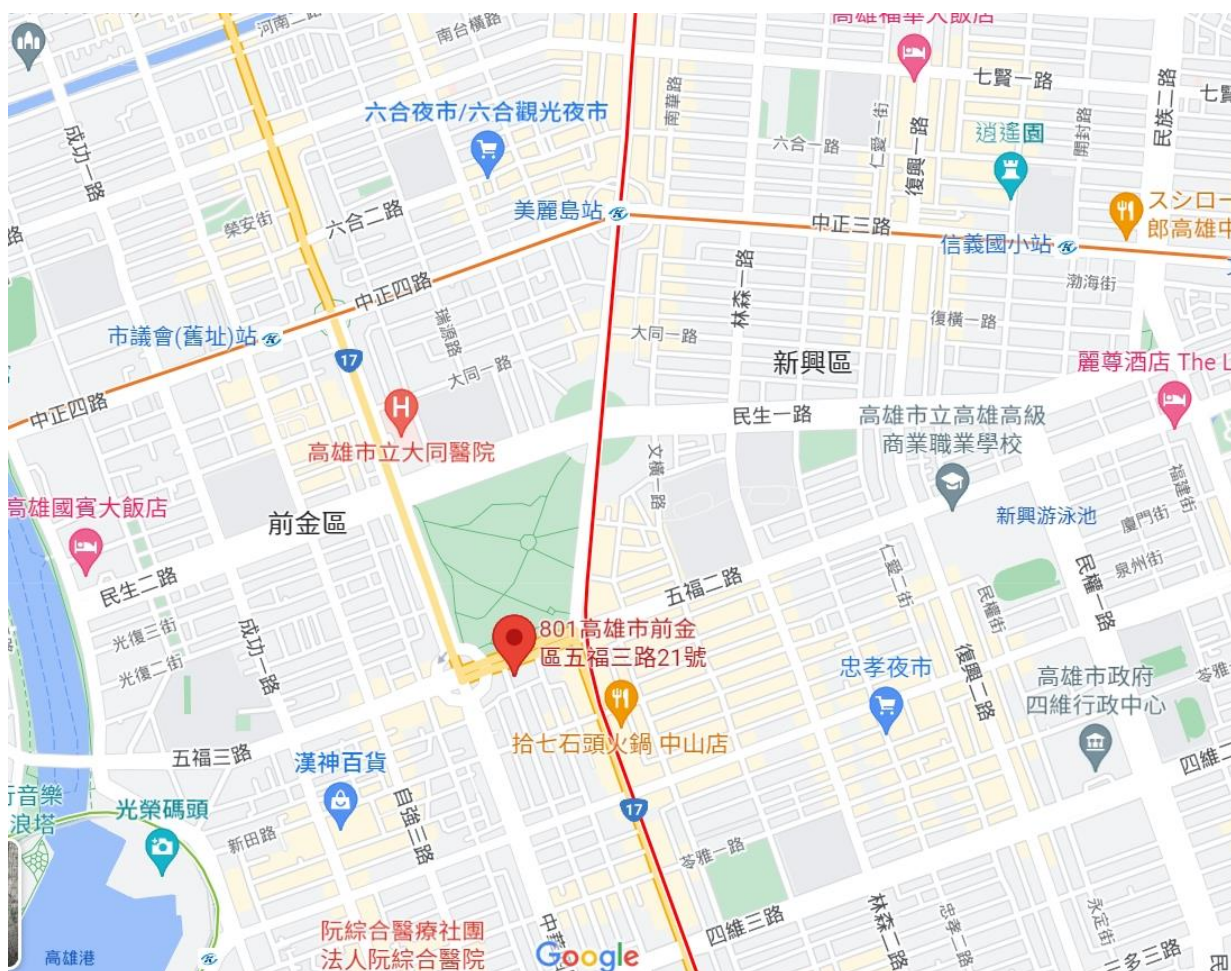 河南二路
南台橫路
高雄福華大飯店
七賢一路
七賢
民族二路
成功一路
六合夜市/六合觀光夜市
南華路
六合一路
仁愛一街
復興一路
逍遙園
開封路
スシロー
郎高雄中
榮安街
六合二路
美麗島站
中正三路
信義國小站
渤海街
林森一路
中正四路
市議會(舊址)站
瑞源路
大同一路
大同一路
復橫一路
17
新興區
麗尊酒店 The L
中正四路
H
高雄市立大同醫院
民生一路
高雄市立高雄高級
商業職業學校
文橫一路
高雄國賓大飯店
前金區
新興游泳池
福建街
廈門街
泉州街
民生二路
五福二路
仁愛二街
民權街
民權一路
光復三街
光復二街
成功一路
801高雄市前金
區五福三路21號
忠孝夜市
復興二路
高雄市政府
四維行政中心
苓雅
五福三路
漢神百貨
拾七石頭火鍋 中山店
四維二
行音樂
浪塔
光榮碼頭
新田路
自強三路
17
苓雅一路
四維三路
林森二路
忠孝二路
永定街
二多三路
民
阮綜合醫療社團
法人阮綜合醫院
中華
Google
高雄港